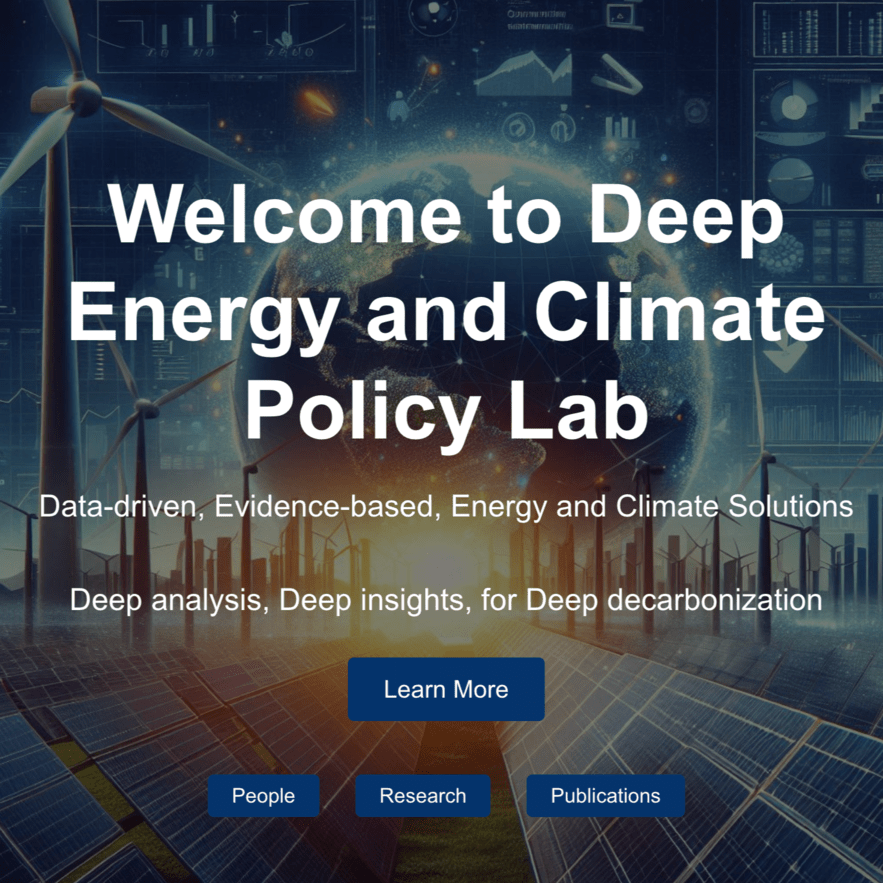 Welcome to Deep
Energy and Climate
Policy Lab
Data-driven, Evidence-based, Energy and Climate Solutions
Deep analysis, Deep insights, for Deep decarbonization
Learn More
People
Research
Publications